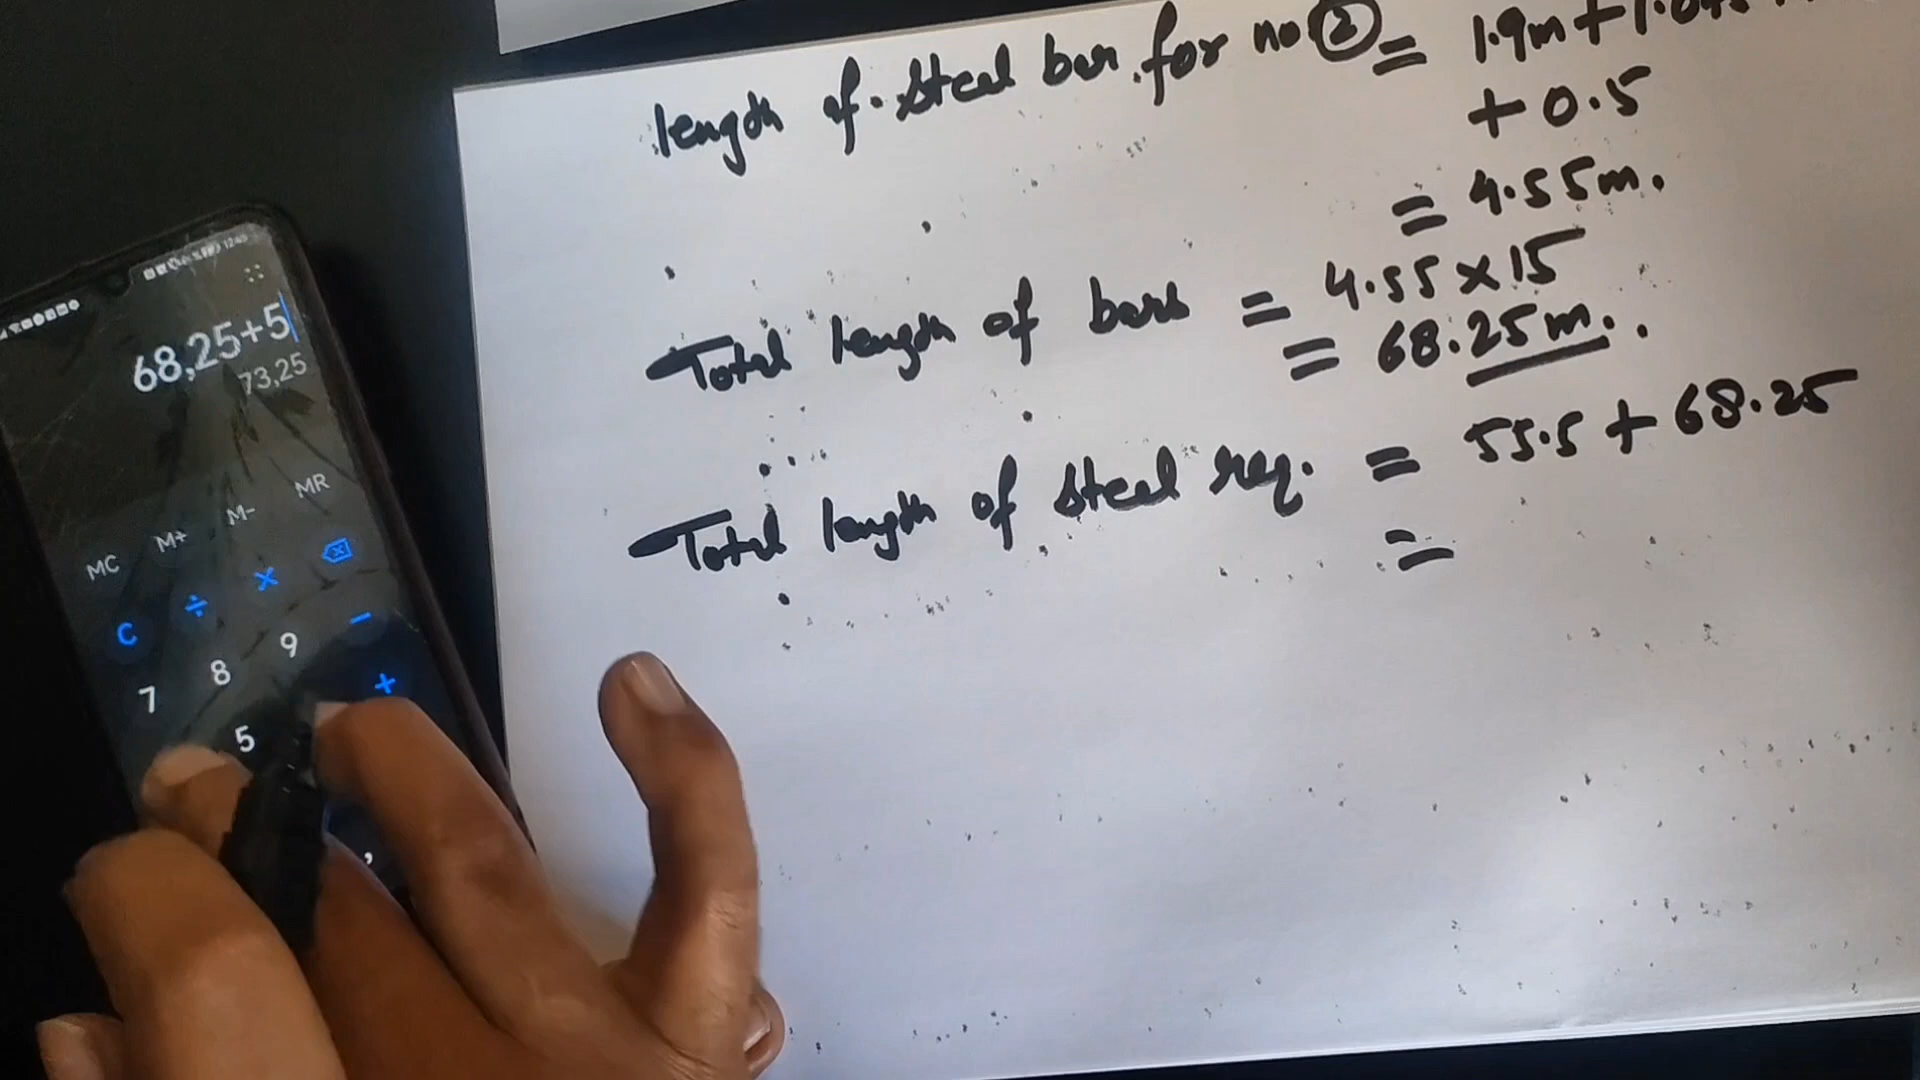 length of steel bar for no. ② = 1.9m +
+ 0.5
= 4.55m.
Total length of bars = 4.55 × 15
= 68.25m.
Total length of steel req. = 55.5 + 68.25
=
12:45
68,25+5
73,25
MC M+ M- MR
C ÷ ×
7 8 9 −
5 +
,